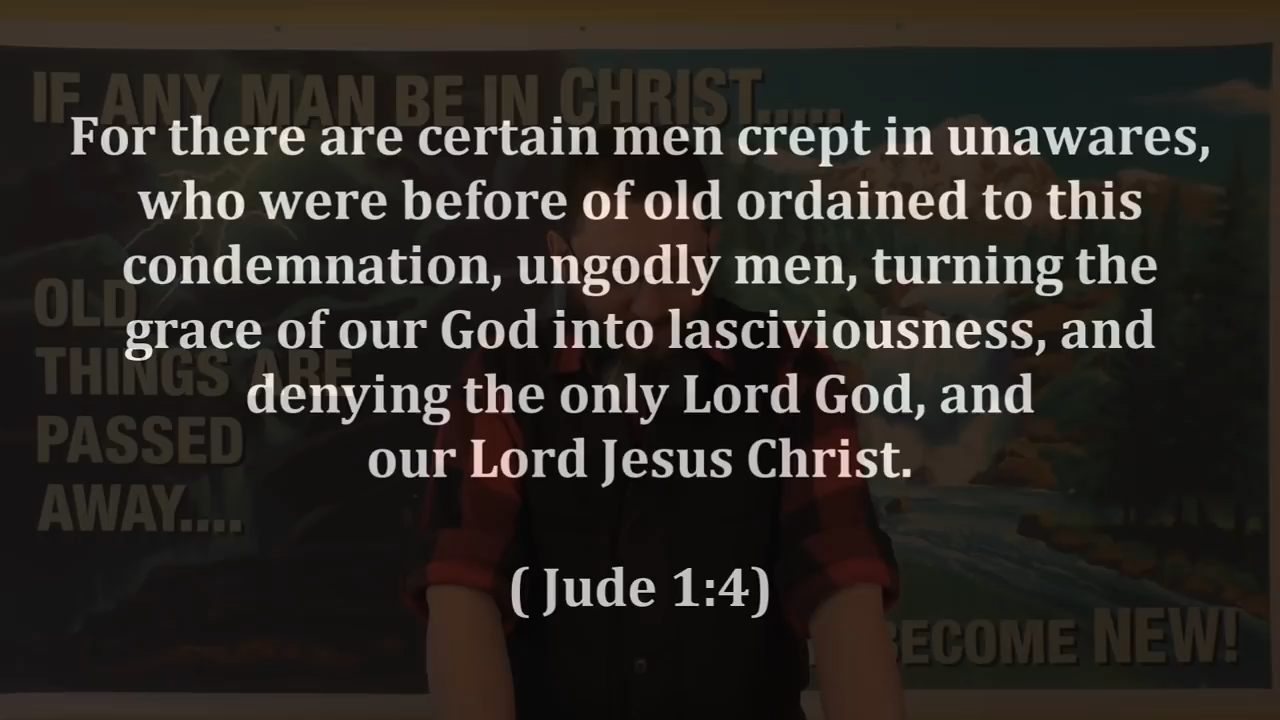 IF ANY MAN BE IN CHRIST.....
For there are certain men crept in unawares,
who were before of old ordained to this
condemnation, ungodly men, turning the
grace of our God into lasciviousness, and
denying the only Lord God, and
our Lord Jesus Christ.
( Jude 1:4)
OLD
THINGS ARE
PASSED
AWAY....
BECOME NEW!